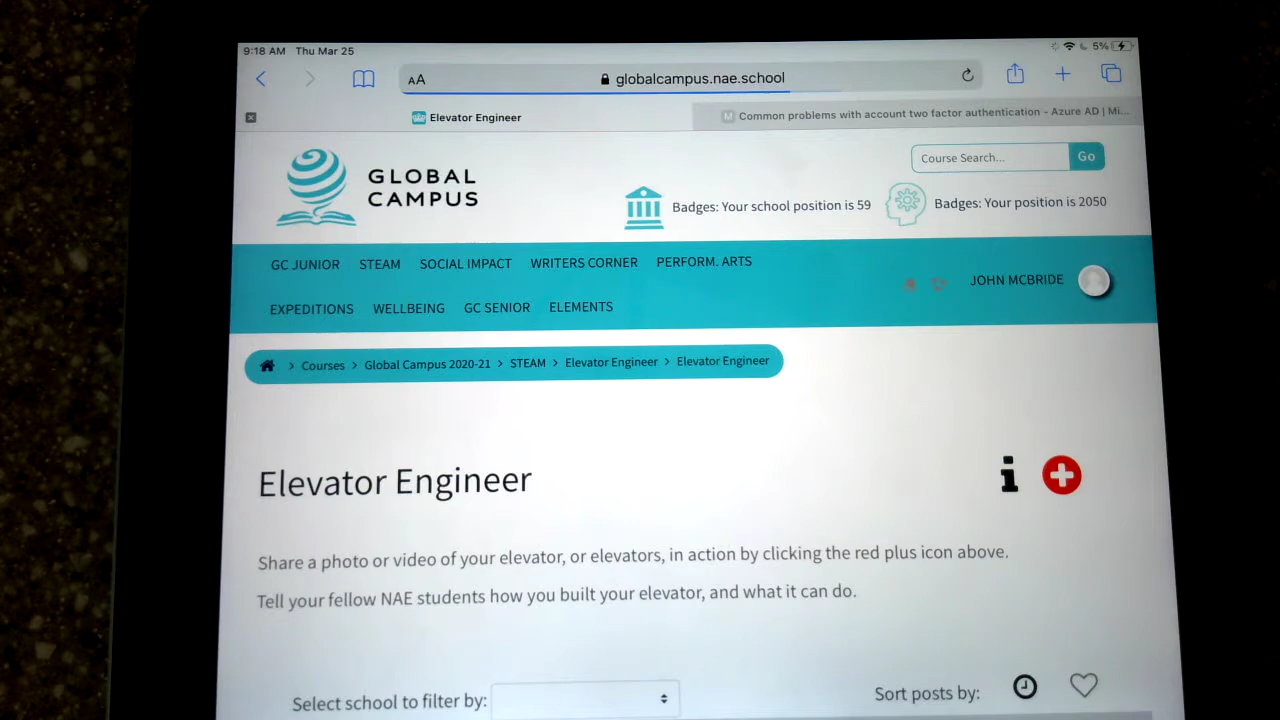 9:18 AM Thu Mar 25
5%
AA
globalcampus.nae.school
Elevator Engineer
M Common problems with account two factor authentication - Azure AD | Mi...
Course Search...
Go
GLOBAL
CAMPUS
Badges: Your school position is 59
Badges: Your position is 2050
GC JUNIOR STEAM SOCIAL IMPACT WRITERS CORNER PERFORM. ARTS
JOHN MCBRIDE
EXPEDITIONS WELLBEING GC SENIOR ELEMENTS
> Courses > Global Campus 2020-21 > STEAM > Elevator Engineer > Elevator Engineer
Elevator Engineer
Share a photo or video of your elevator, or elevators, in action by clicking the red plus icon above.
Tell your fellow NAE students how you built your elevator, and what it can do.
Select school to filter by:
Sort posts by: